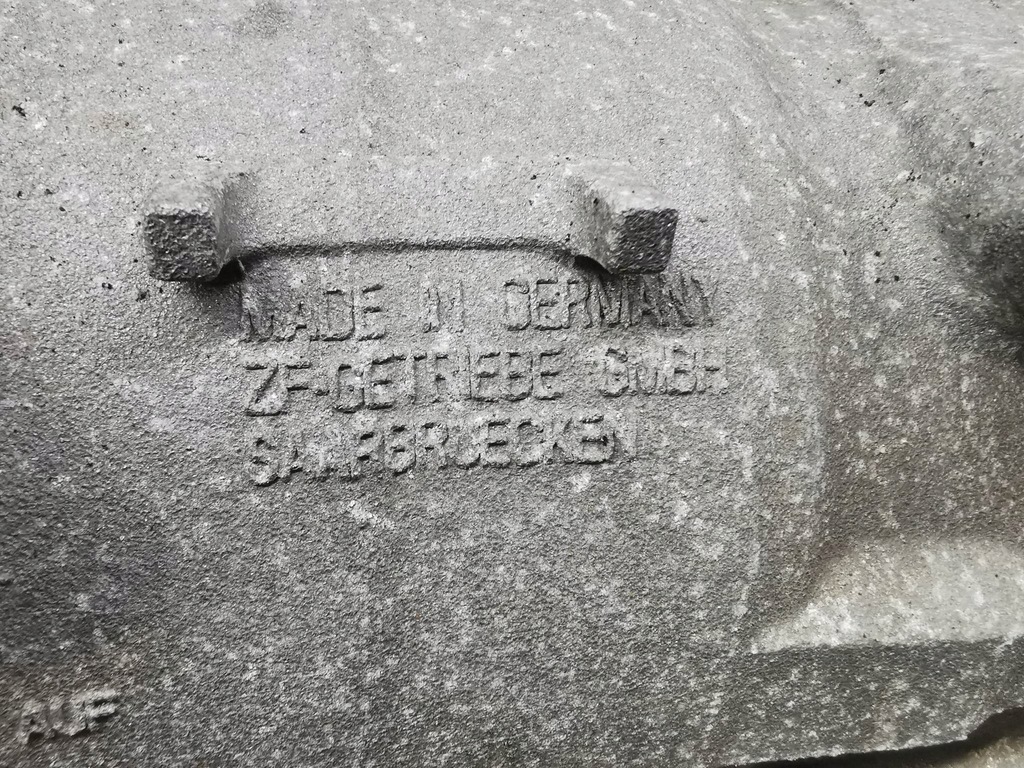 MADE IN GERMANY
ZF-GETRIEBE GMBH
SAARBRUECKEN
AUF